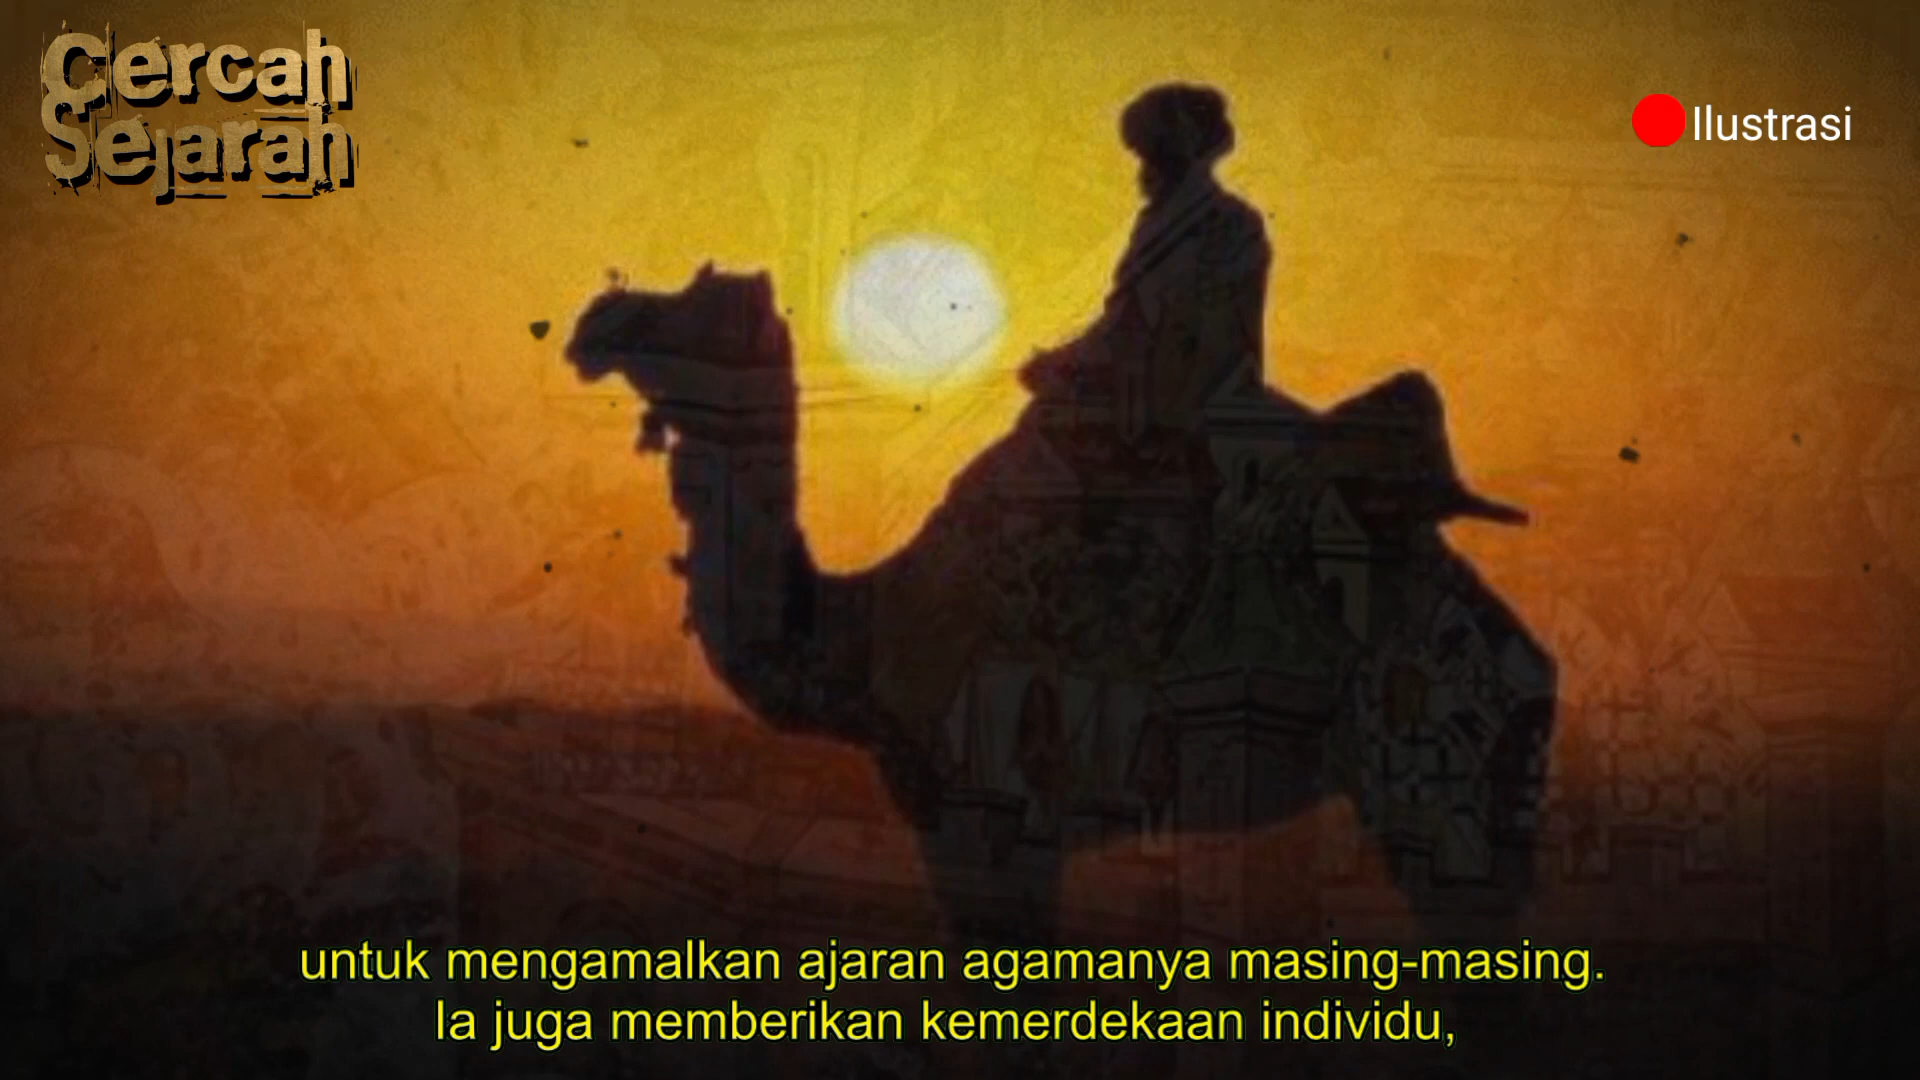 Cercah
Sejarah
Ilustrasi
untuk mengamalkan ajaran agamanya masing-masing.
Ia juga memberikan kemerdekaan individu,